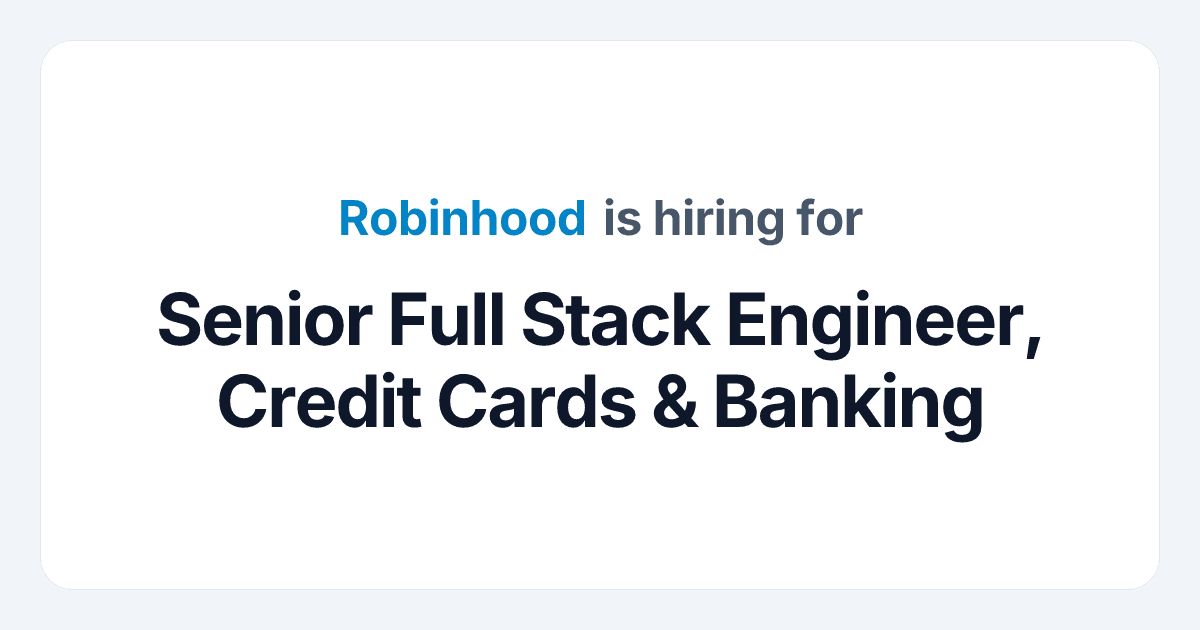 Robinhood is hiring for
Senior Full Stack Engineer,
Credit Cards & Banking